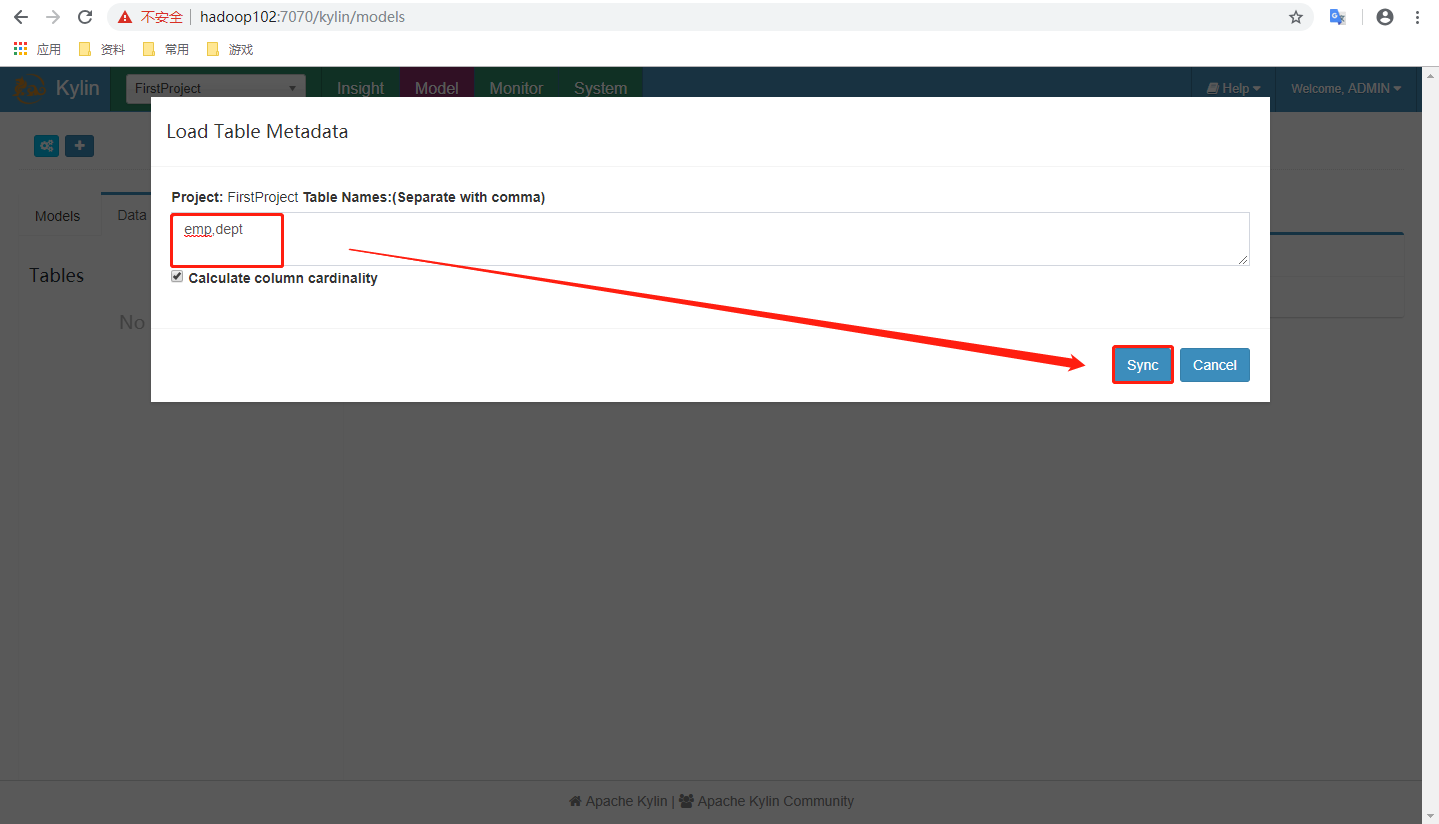 不安全 hadoop102:7070/kylin/models
应用 资料 常用 游戏
Kylin FirstProject Insight Model Monitor System Help Welcome, ADMIN
Load Table Metadata
Project: FirstProject Table Names:(Separate with comma)
Models Data
emp,dept
Tables
Calculate column cardinality
No
Sync Cancel
Apache Kylin | Apache Kylin Community